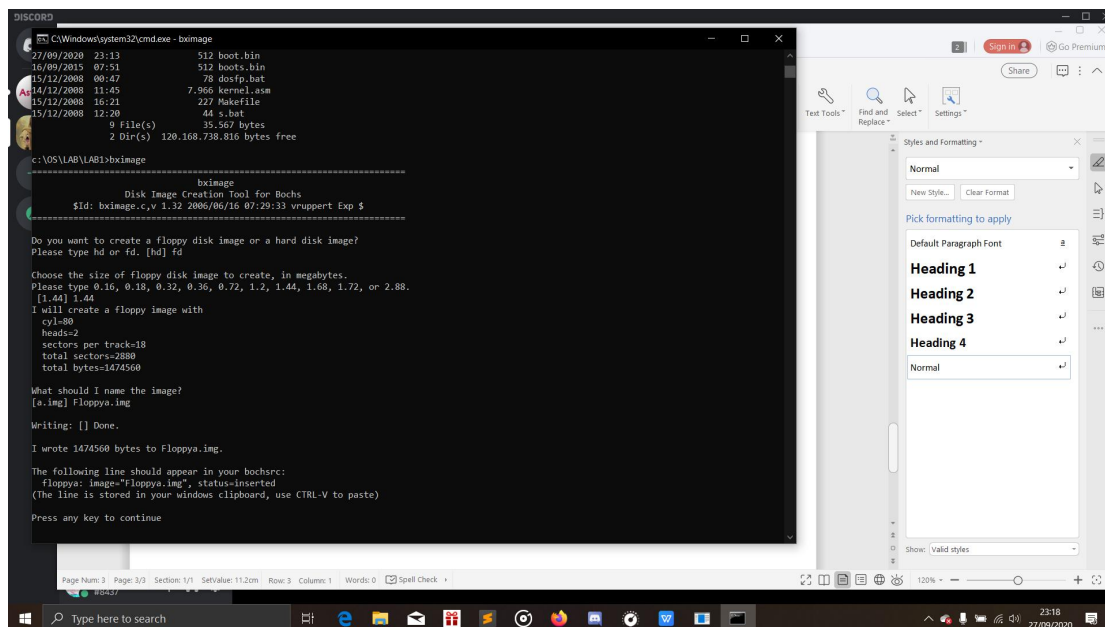 DISCORD
C:\Windows\system32\cmd.exe - bximage
27/09/2020 23:13 512 boot.bin
16/09/2015 07:51 512 boots.bin
15/12/2008 00:47 78 dosfp.bat
14/12/2008 11:45 7.966 kernel.asm
15/12/2008 16:21 227 Makefile
15/12/2008 12:20 44 s.bat
9 File(s) 35.567 bytes
2 Dir(s) 120.168.738.816 bytes free
c:\OS\LAB\LAB1>bximage
========================================================================
bximage
Disk Image Creation Tool for Bochs
$Id: bximage.c,v 1.32 2006/06/16 07:29:33 vruppert Exp $
========================================================================
Do you want to create a floppy disk image or a hard disk image?
Please type hd or fd. [hd] fd
Choose the size of floppy disk image to create, in megabytes.
Please type 0.16, 0.18, 0.32, 0.36, 0.72, 1.2, 1.44, 1.68, 1.72, or 2.88.
[1.44] 1.44
I will create a floppy image with
cyl=80
heads=2
sectors per track=18
total sectors=2880
total bytes=1474560
What should I name the image?
[a.img] Floppya.img
Writing: [] Done.
I wrote 1474560 bytes to Floppya.img.
The following line should appear in your bochsrc:
floppya: image="Floppya.img", status=inserted
(The line is stored in your windows clipboard, use CTRL-V to paste)
Press any key to continue
2 Sign in Go Premium
Share
Text Tools Find and Replace Select Settings
Styles and Formatting
Normal
New Style... Clear Format
Pick formatting to apply
Default Paragraph Font a
Heading 1
Heading 2
Heading 3
Heading 4
Normal
Show: Valid styles
Page Num: 3 Page: 3/3 Section: 1/1 SetValue: 11.2cm Row: 3 Column: 1 Words: 0 Spell Check 120%
#8437
Type here to search
23:18
27/09/2020